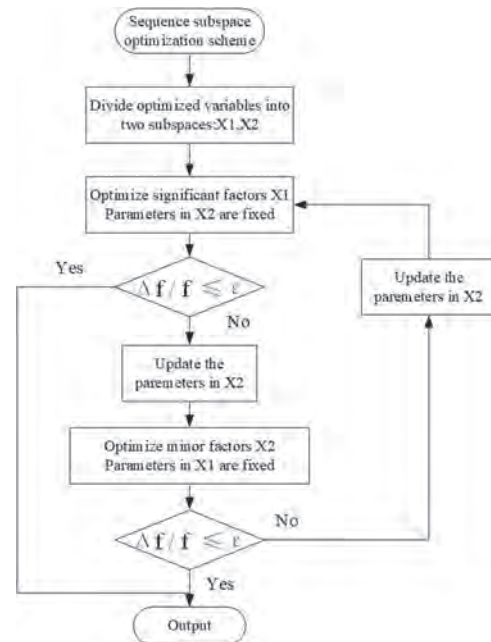 Sequence subspace
optimization scheme
Divide optimized variables into
two subspaces:X1,X2
Optimize significant factors X1
Parameters in X2 are fixed
Yes
Δf/f ≤ ε
No
Update the
paremeters in X2
Update the
paremeters in X2
Optimize minor factors X2
Parameters in X1 are fixed
No
Δf/f ≤ ε
Yes
Output